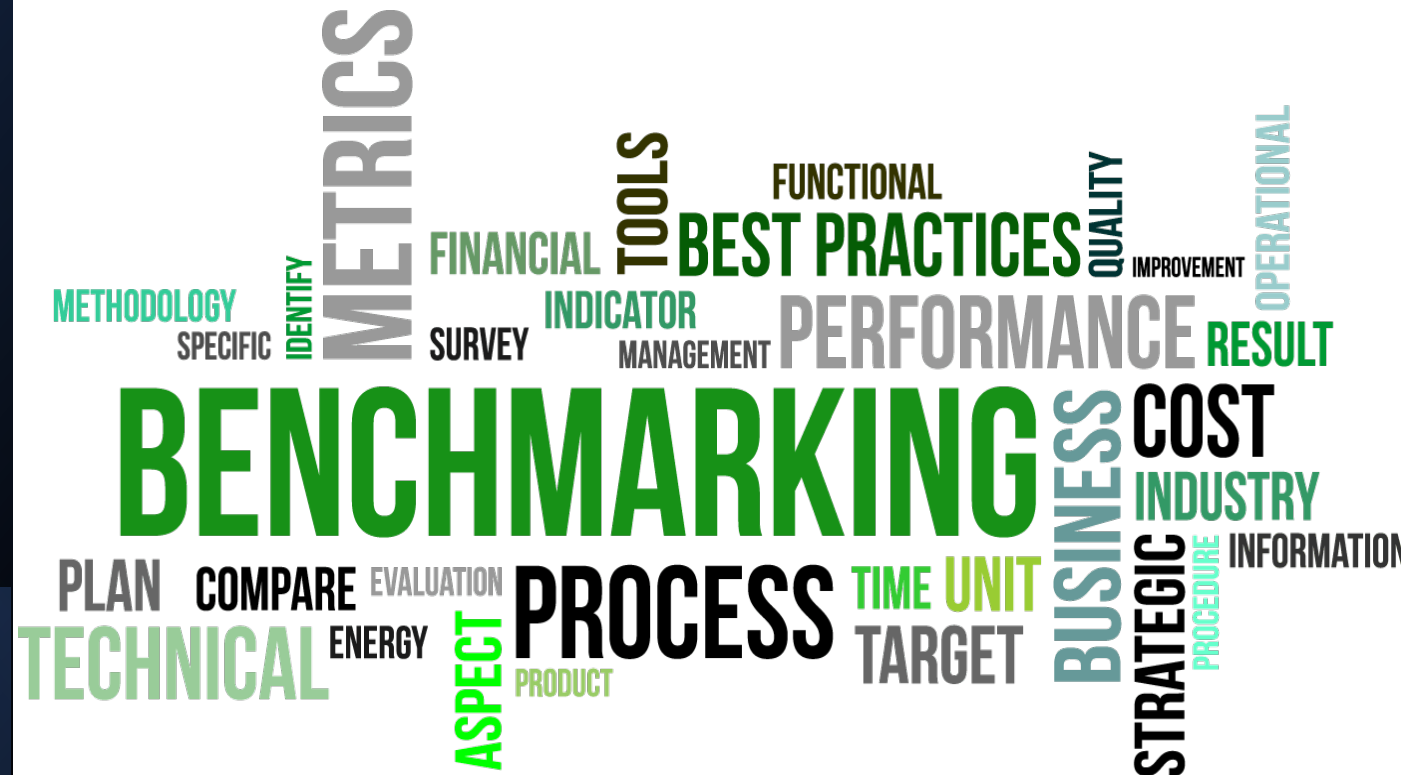 METRICS
OPERATIONAL
TOOLS
FUNCTIONAL
QUALITY
FINANCIAL
BEST PRACTICES
IMPROVEMENT
METHODOLOGY
IDENTIFY
INDICATOR
PERFORMANCE
RESULT
SPECIFIC
SURVEY
MANAGEMENT
BENCHMARKING
BUSINESS
COST
INDUSTRY
STRATEGIC
PROCEDURE
INFORMATION
PLAN
COMPARE
EVALUATION
PROCESS
TIME
UNIT
TECHNICAL
ENERGY
ASPECT
PRODUCT
TARGET